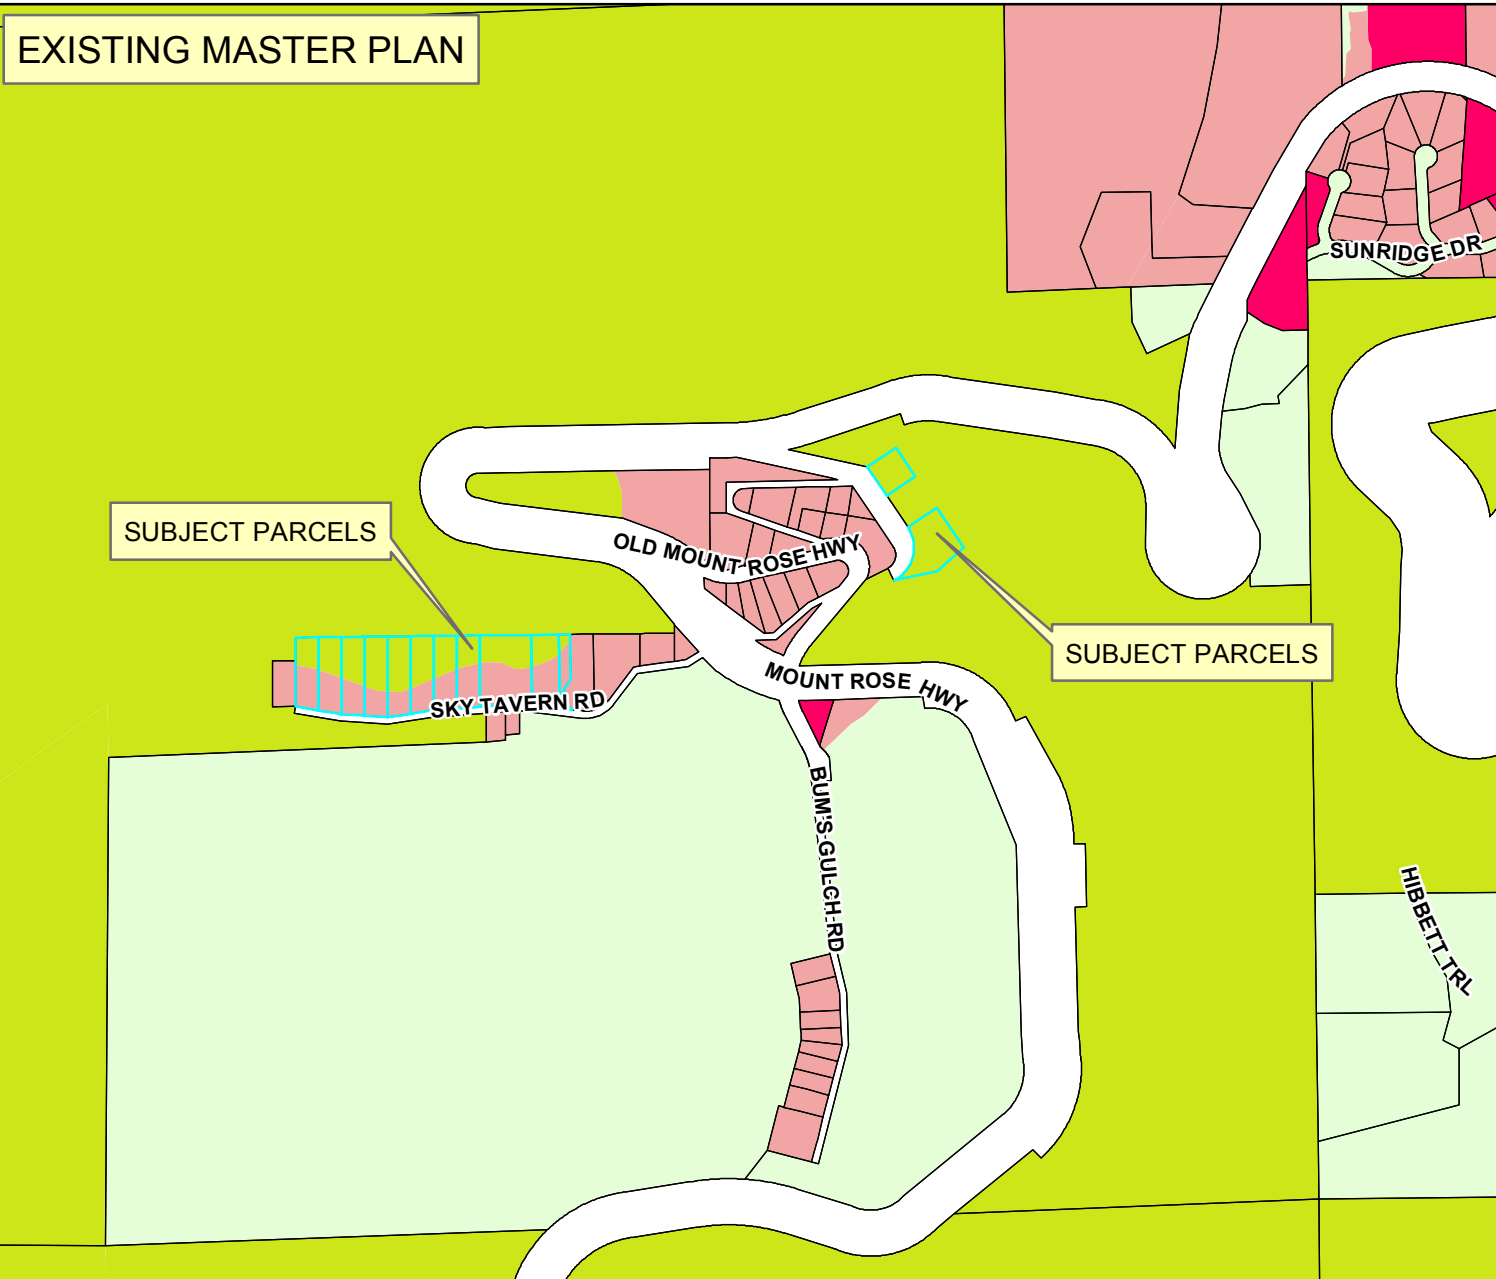 EXISTING MASTER PLAN
SUNRIDGE DR
SUBJECT PARCELS
OLD MOUNT ROSE HWY
SUBJECT PARCELS
MOUNT ROSE HWY
SKY TAVERN RD
BUM'S GULCH RD
HIBBETT TRL